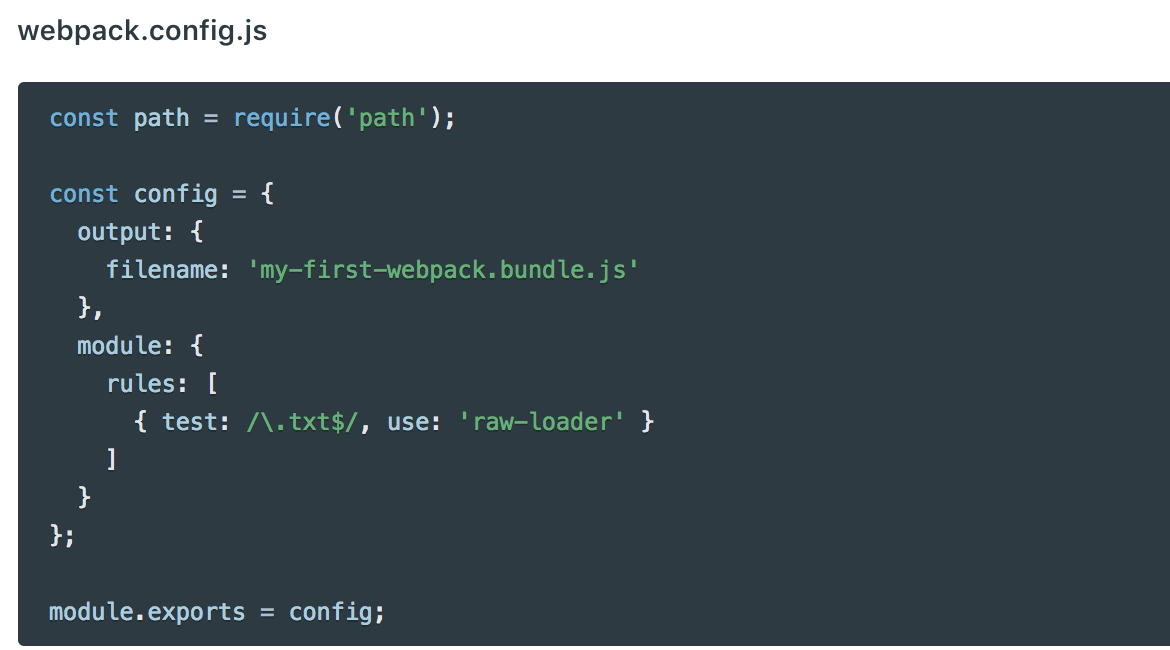 webpack.config.js
const path = require('path');
const config = {
  output: {
    filename: 'my-first-webpack.bundle.js'
  },
  module: {
    rules: [
      { test: /\.txt$/, use: 'raw-loader' }
    ]
  }
};
module.exports = config;